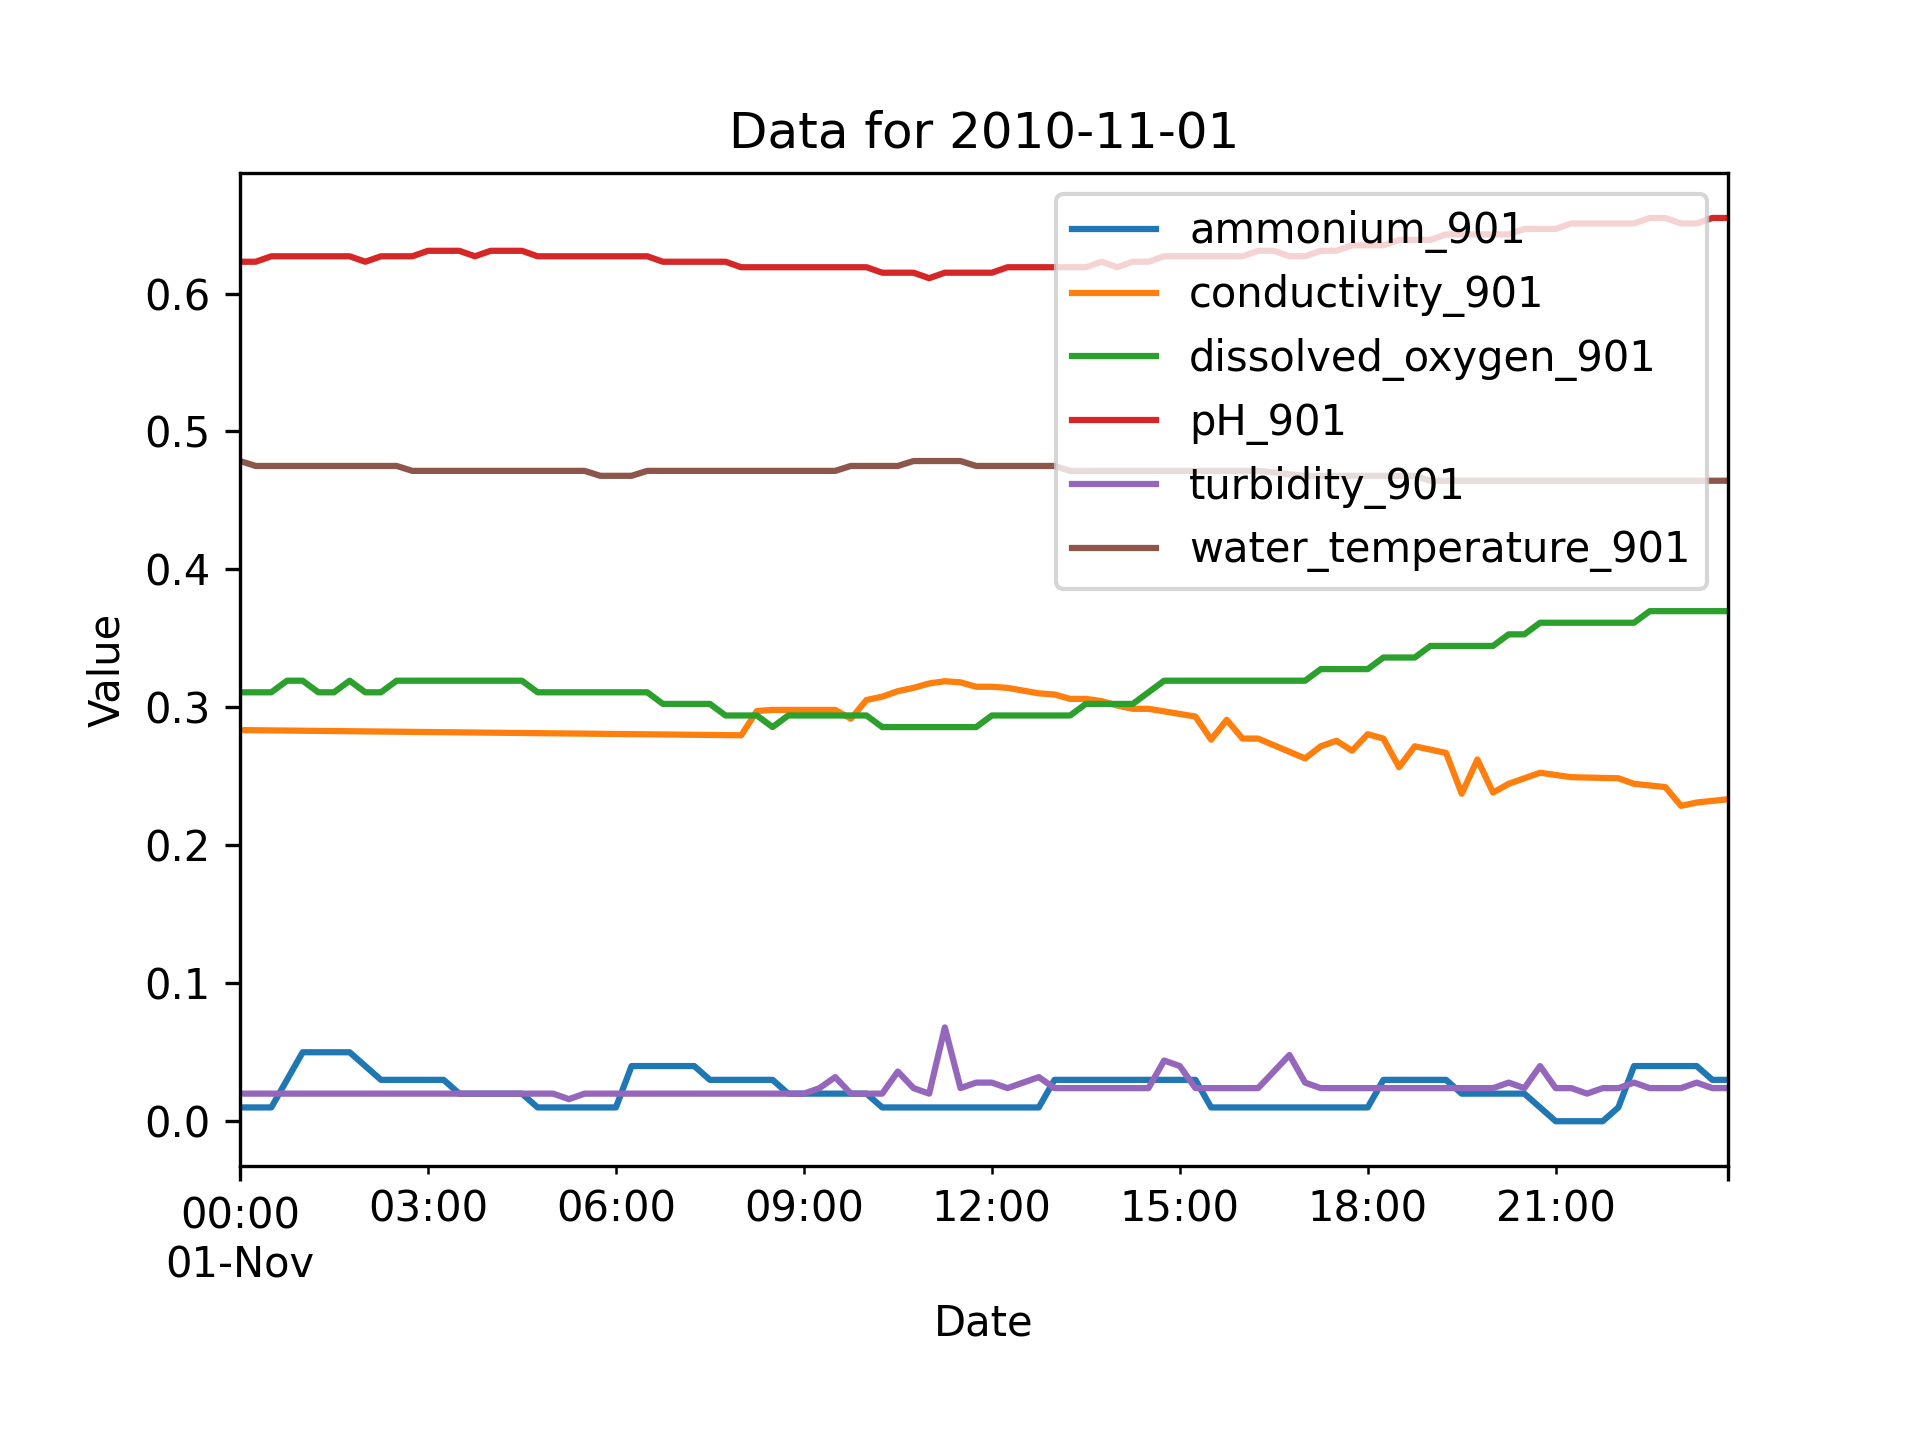 Data for 2010-11-01
ammonium_901
conductivity_901
dissolved_oxygen_901
pH_901
turbidity_901
water_temperature_901
Value
0.6
0.5
0.4
0.3
0.2
0.1
0.0
00:00 03:00 06:00 09:00 12:00 15:00 18:00 21:00
01-Nov
Date